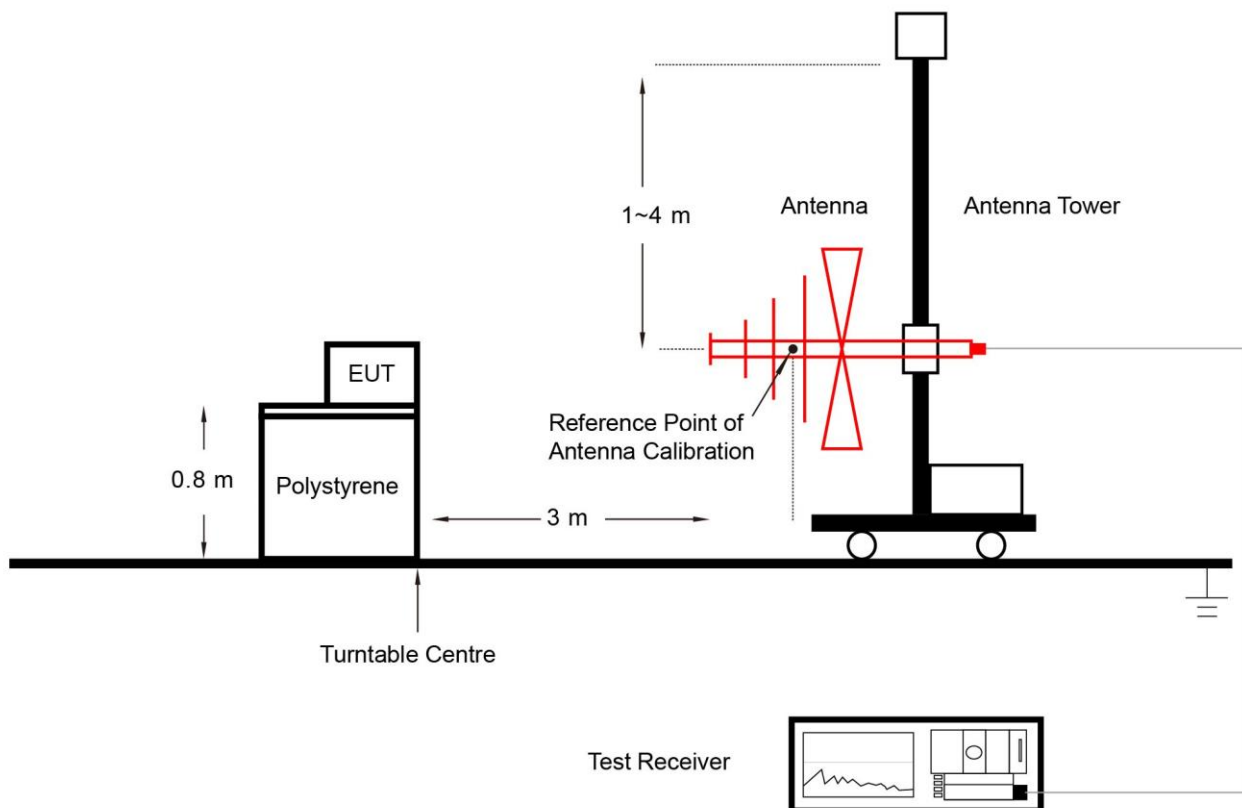 1~4 m
Antenna
Antenna Tower
EUT
Reference Point of
Antenna Calibration
0.8 m
Polystyrene
3 m
Turntable Centre
Test Receiver